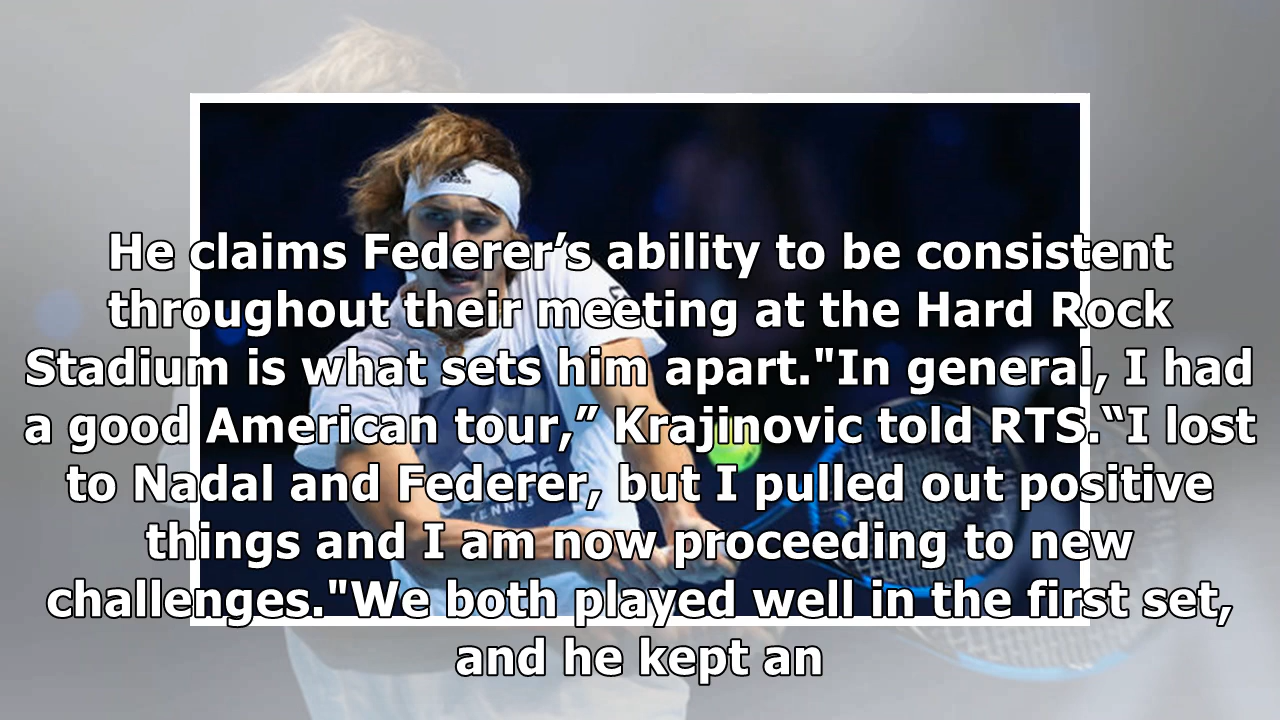 adidas
He claims Federer’s ability to be consistent
throughout their meeting at the Hard Rock
Stadium is what sets him apart."In general, I had
a good American tour,” Krajinovic told RTS.“I lost
to Nadal and Federer, but I pulled out positive
things and I am now proceeding to new
challenges."We both played well in the first set,
and he kept an
adidas
TENNIS